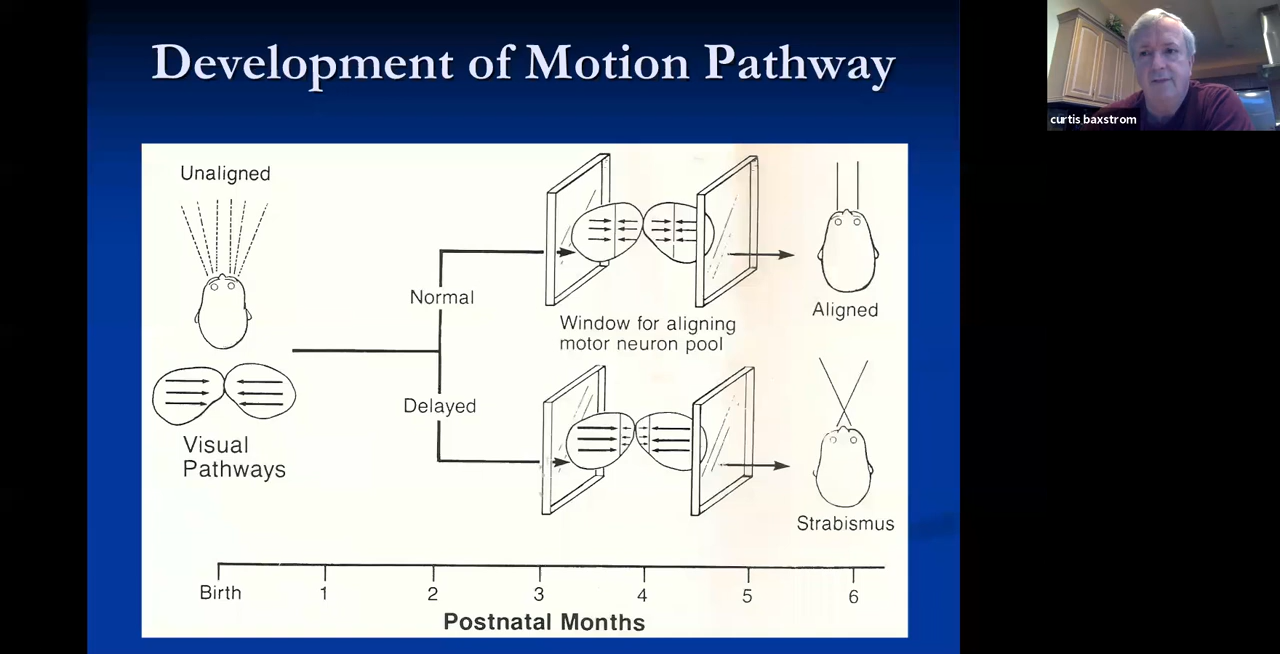 Development of Motion Pathway
curtis baxstrom
Unaligned
Visual
Pathways
Normal
Delayed
Window for aligning
motor neuron pool
Aligned
Strabismus
Birth 1 2 3 4 5 6
Postnatal Months